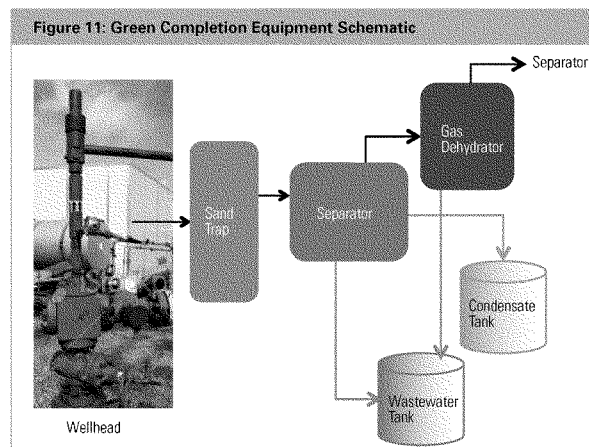 Figure 11: Green Completion Equipment Schematic
Separator
Gas
Dehydrator
Sand
Trap
Separator
Condensate
Tank
Wastewater
Tank
Wellhead